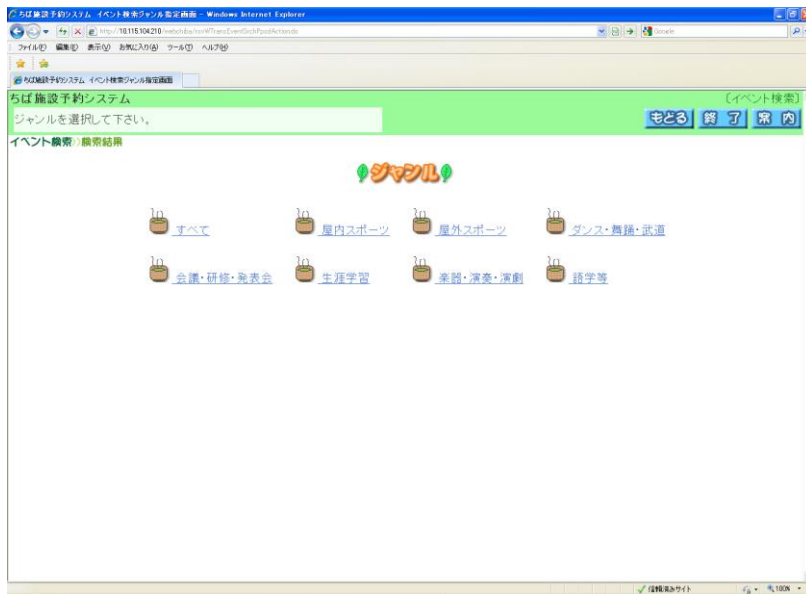 ちば施設予約システム イベント検索ジャンル指定画面 - Windows Internet Explorer
Google
ファイル(F) 編集(E) 表示(V) お気に入り(A) ツール(T) ヘルプ(H)
ちば施設予約システム イベント検索ジャンル指定画面
ちば施設予約システム 〔イベント検索〕
ジャンルを選択して下さい。 もどる 終了 案内
イベント検索〉〉検索結果
ジャンル
すべて 屋内スポーツ 屋外スポーツ ダンス・舞踊・武道
会議・研修・発表会 生涯学習 楽器・演奏・演劇 語学等
信頼済みサイト 100%